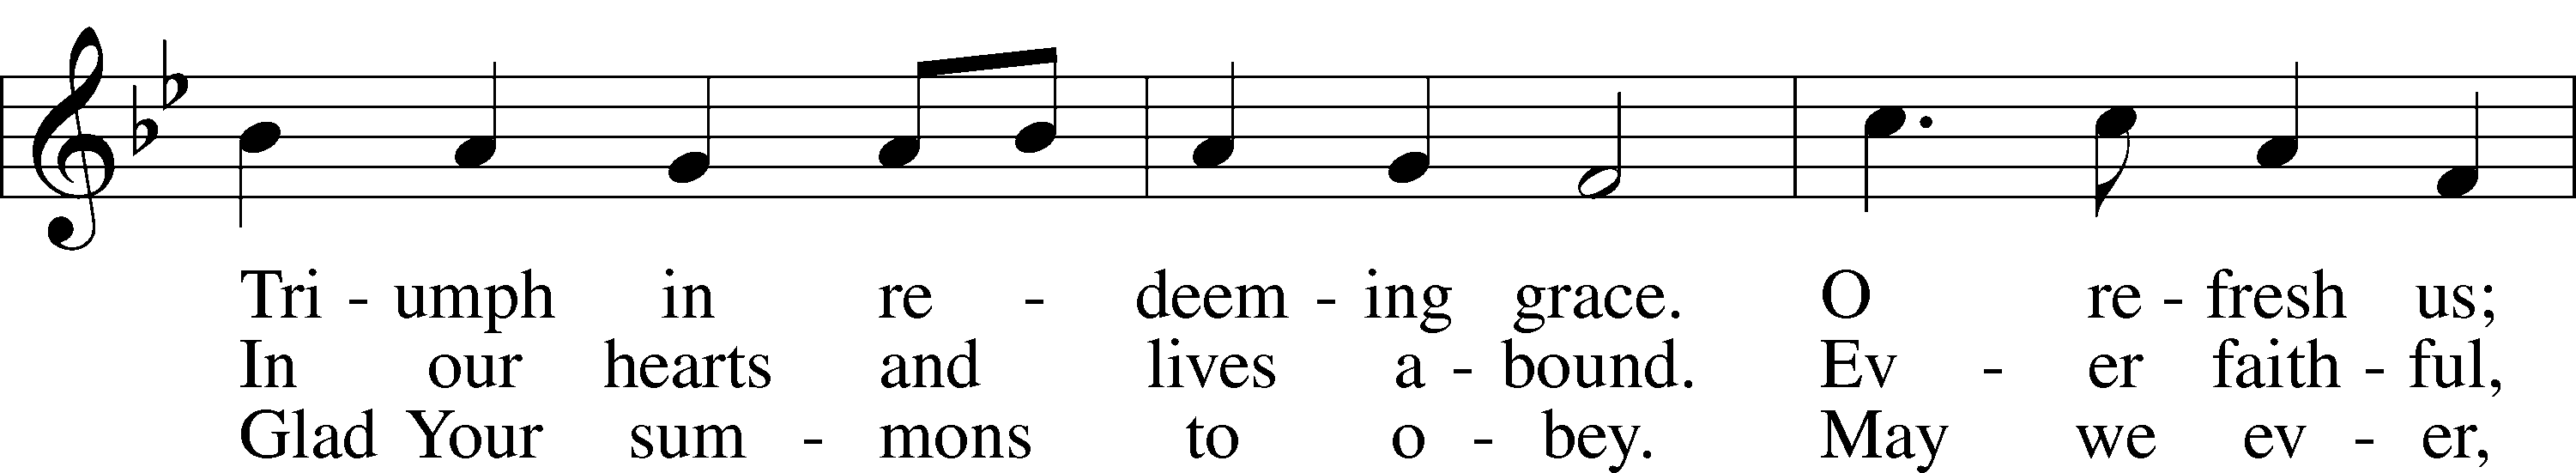 Tri - umph in re - deem - ing grace. O re - fresh us;
In our hearts and lives a - bound. Ev - er faith - ful,
Glad Your sum - mons to o - bey. May we ev - er,